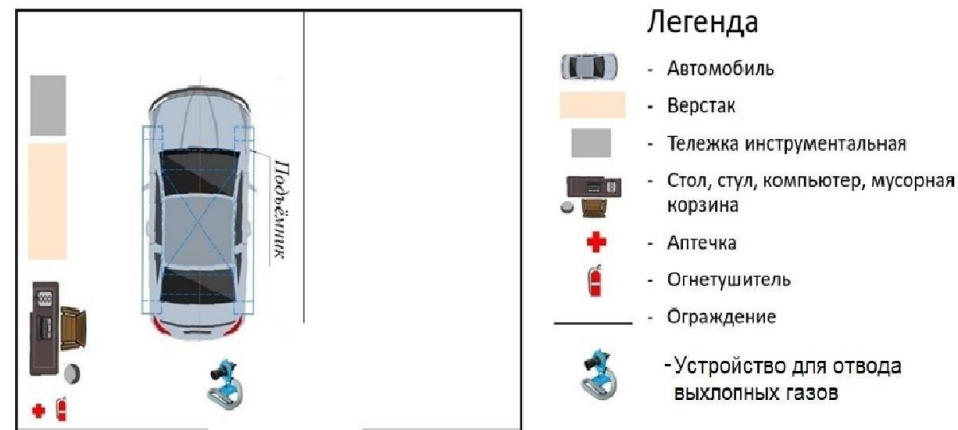 Подъёмник
Легенда
- Автомобиль
- Верстак
- Тележка инструментальная
- Стол, стул, компьютер, мусорная
корзина
- Аптечка
- Огнетушитель
- Ограждение
-Устройство для отвода
выхлопных газов